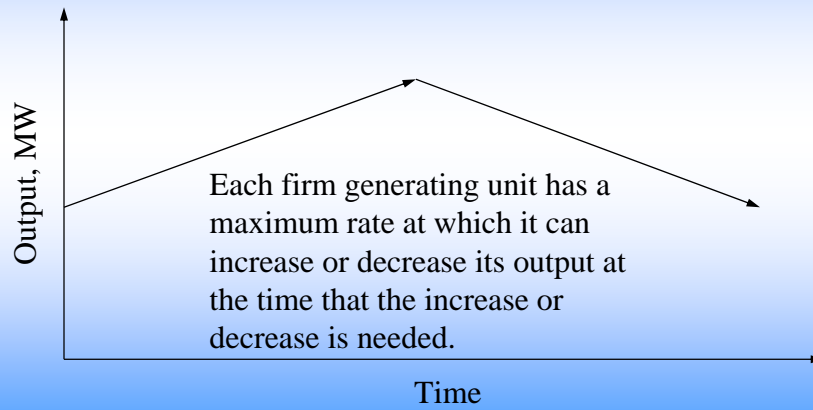 Output, MW
Each firm generating unit has a
maximum rate at which it can
increase or decrease its output at
the time that the increase or
decrease is needed.
Time